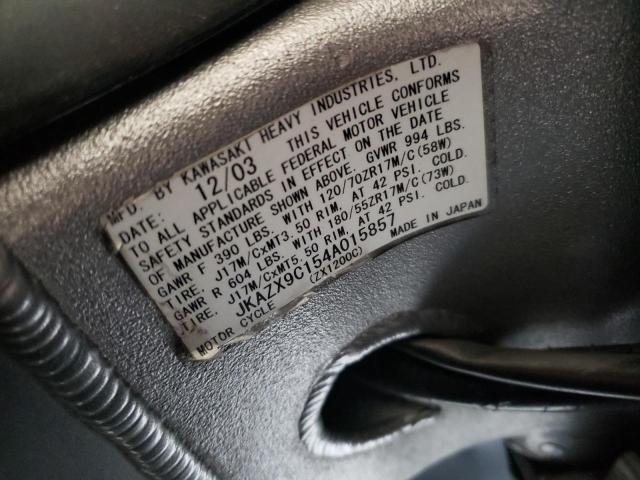 MFD. BY KAWASAKI HEAVY INDUSTRIES, LTD.
DATE: 12/03 THIS VEHICLE CONFORMS
TO ALL APPLICABLE FEDERAL MOTOR VEHICLE
SAFETY STANDARDS IN EFFECT ON THE DATE
OF MANUFACTURE SHOWN ABOVE. GVWR 994 LBS.
GAWR F 390 LBS. WITH 120/70ZR17M/C(58W)
TIRE. J17M/CxMT3.50 RIM. AT 42 PSI. COLD.
GAWR R 604 LBS. WITH 180/55ZR17M/C(73W)
TIRE. J17M/CxMT5.50 RIM. AT 42 PSI. COLD.
JKAZX9C154A015857
MOTOR CYCLE (ZX1200C) MADE IN JAPAN